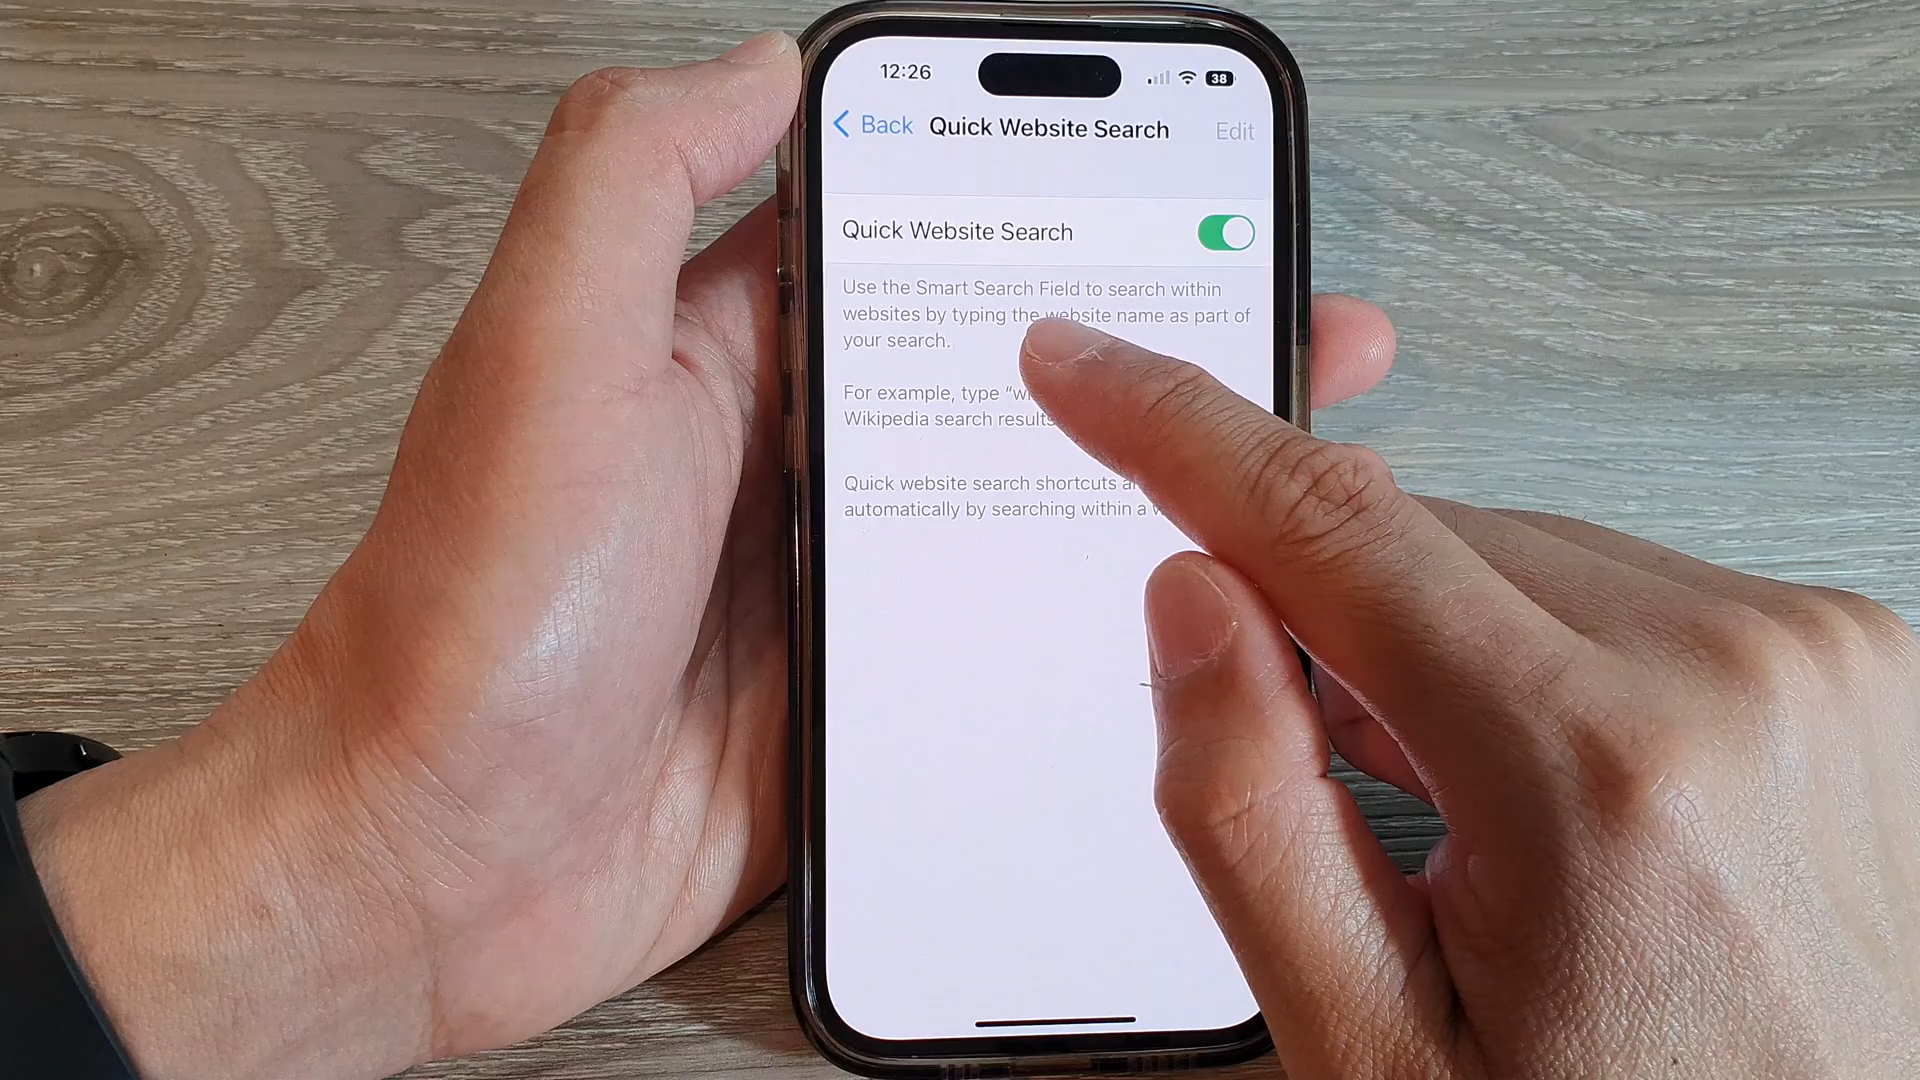 12:26
38
Back Quick Website Search Edit
Quick Website Search
Use the Smart Search Field to search within
websites by typing the website name as part of
your search.
For example, type "wi
Wikipedia search results
Quick website search shortcuts
automatically by searching within a